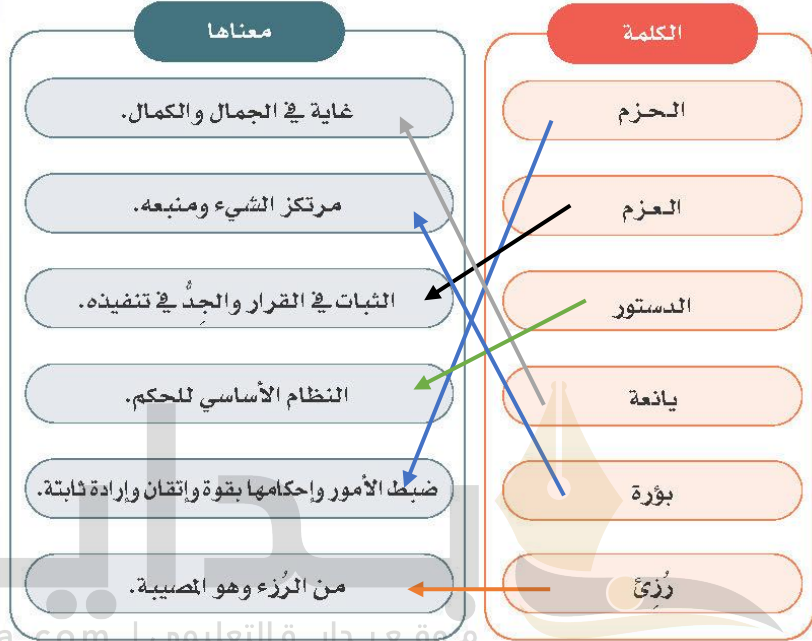 الكلمة
معناها
الحزم
غاية في الجمال والكمال.
العزم
مرتكز الشيء ومنبعه.
الدستور
الثبات في القرار والجِدُّ في تنفيذه.
يانعة
النظام الأساسي للحكم.
بؤرة
ضبط الأمور وإحكامها بقوة وإتقان وإرادة ثابتة.
رُزِئَ
من الرُزء وهو المصيبة.